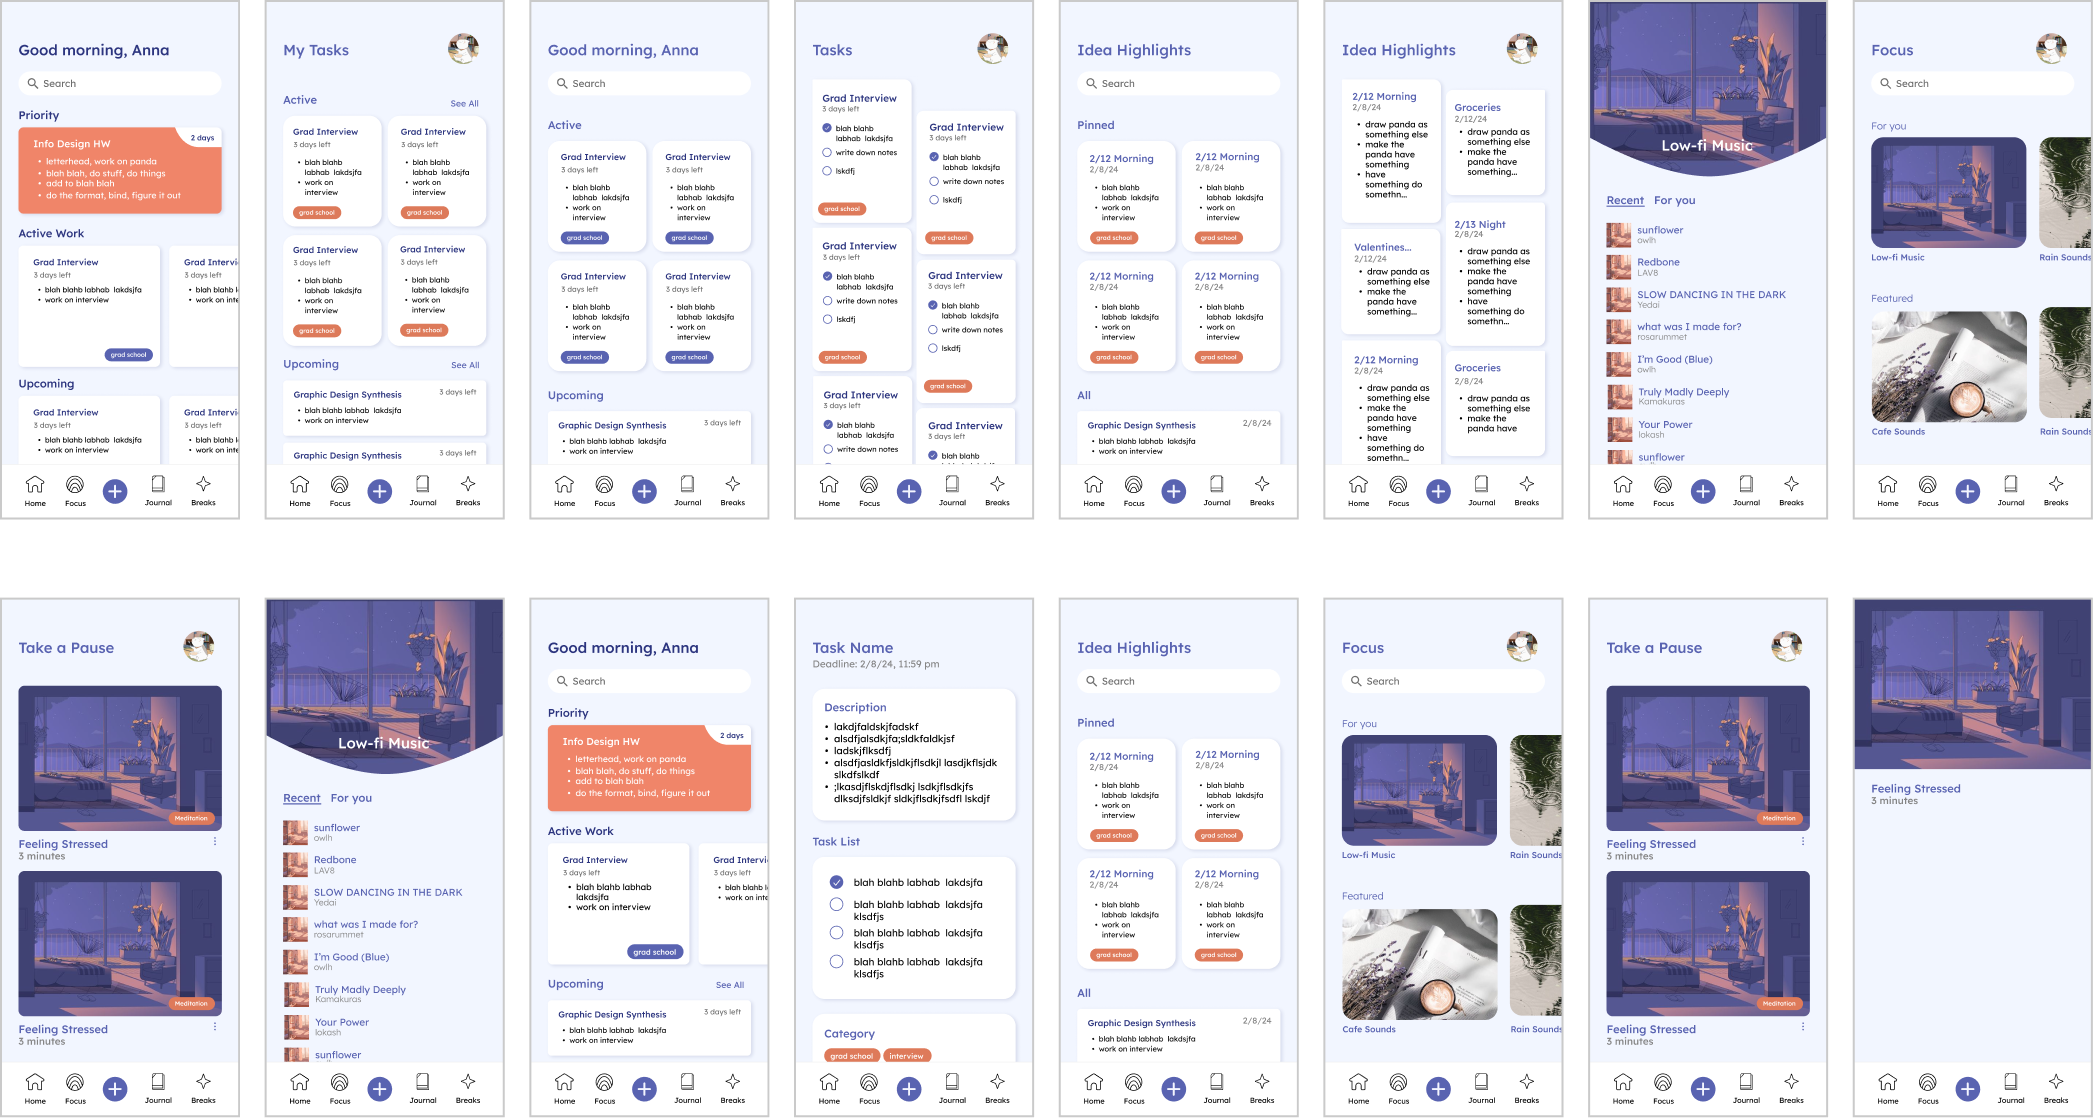 Good morning, Anna
Search
Priority
2 days
Info Design HW
letterhead, work on panda
blah blah, do stuff, do things
add to blah blah
do the format, bind, figure it out
Active Work
Grad Interview
3 days left
blah blahb labhab lakdsjfa
work on interview
grad school
Grad Intervi
3 days left
blah blahb l
work on inte
Upcoming
Grad Interview
3 days left
blah blahb labhab lakdsjfa
work on interview
Grad Intervi
3 days left
blah blahb l
work on inte
Home
Focus
Journal
Breaks
My Tasks
Active
See All
Grad Interview
3 days left
blah blahb
labhab lakdsjfa
work on
interview
grad school
Grad Interview
3 days left
blah blahb
labhab lakdsjfa
work on
interview
grad school
Grad Interview
3 days left
blah blahb
labhab lakdsjfa
work on
interview
grad school
Grad Interview
3 days left
blah blahb
labhab lakdsjfa
work on
interview
grad school
Upcoming
See All
Graphic Design Synthesis
3 days left
blah blahb labhab lakdsjfa
work on interview
Graphic Design Synthesis
3 days left
Home
Focus
Journal
Breaks
Good morning, Anna
Search
Active
Grad Interview
3 days left
blah blahb
labhab lakdsjfa
work on
interview
grad school
Grad Interview
3 days left
blah blahb
labhab lakdsjfa
work on
interview
grad school
Grad Interview
3 days left
blah blahb
labhab lakdsjfa
work on
interview
grad school
Grad Interview
3 days left
blah blahb
labhab lakdsjfa
work on
interview
grad school
Upcoming
Graphic Design Synthesis
3 days left
blah blahb labhab lakdsjfa
work on interview
Home
Focus
Journal
Breaks
Tasks
Grad Interview
3 days left
blah blahb
labhab lakdsjfa
write down notes
lskdfj
grad school
Grad Interview
3 days left
blah blahb
labhab lakdsjfa
write down notes
lskdfj
grad school
Grad Interview
3 days left
blah blahb
labhab lakdsjfa
write down notes
lskdfj
grad school
Grad Interview
3 days left
blah blahb
labhab lakdsjfa
write down notes
lskdfj
grad school
Grad Interview
3 days left
blah blahb
labhab lakdsjfa
write down notes
Grad Interview
3 days left
blah blahb
Home
Focus
Journal
Breaks
Idea Highlights
Search
Pinned
2/12 Morning
2/8/24
blah blahb
labhab lakdsjfa
work on
interview
grad school
2/12 Morning
2/8/24
blah blahb
labhab lakdsjfa
work on
interview
grad school
2/12 Morning
2/8/24
blah blahb
labhab lakdsjfa
work on
interview
grad school
2/12 Morning
2/8/24
blah blahb
labhab lakdsjfa
work on
interview
grad school
All
Graphic Design Synthesis
2/8/24
blah blahb labhab lakdsjfa
work on interview
Home
Focus
Journal
Breaks
Idea Highlights
2/12 Morning
2/8/24
draw panda as
something else
make the
panda have
something
have
something do
somethn...
Groceries
2/12/24
draw panda as
something else
make the
panda have
something...
Valentines...
2/12/24
draw panda as
something else
make the
panda have
something...
2/13 Night
2/8/24
draw panda as
something else
make the
panda have
something
have
something do
somethn...
2/12 Morning
2/8/24
draw panda as
something else
make the
panda have
something
have
something do
somethn...
Groceries
2/8/24
draw panda as
something else
make the
panda have
Home
Focus
Journal
Breaks
Low-fi Music
Recent
For you
sunflower
owlh
Redbone
LAV8
SLOW DANCING IN THE DARK
Yedai
what was I made for?
rosarummet
I'm Good (Blue)
owlh
Truly Madly Deeply
Kamakuras
Your Power
lokash
sunflower
Home
Focus
Journal
Breaks
Focus
Search
For you
Low-fi Music
Rain Sounds
Featured
Cafe Sounds
Rain Sounds
Home
Focus
Journal
Breaks
Take a Pause
Meditation
Feeling Stressed
3 minutes
Meditation
Feeling Stressed
3 minutes
Home
Focus
Journal
Breaks
Low-fi Music
Recent
For you
sunflower
owlh
Redbone
LAV8
SLOW DANCING IN THE DARK
Yedai
what was I made for?
rosarummet
I'm Good (Blue)
owlh
Truly Madly Deeply
Kamakuras
Your Power
lokash
sunflower
Home
Focus
Journal
Breaks
Good morning, Anna
Search
Priority
2 days
Info Design HW
letterhead, work on panda
blah blah, do stuff, do things
add to blah blah
do the format, bind, figure it out
Active Work
Grad Interview
3 days left
blah blahb labhab
lakdsjfa
work on interview
grad school
Grad Intervi
3 days left
blah blahb l
work on inte
Upcoming
See All
Graphic Design Synthesis
3 days left
blah blahb labhab lakdsjfa
work on interview
Home
Focus
Journal
Breaks
Task Name
Deadline: 2/8/24, 11:59 pm
Description
lakdjfaldskjfadskf
alsdfjalsdkjfa;sldkfaldkjsf
ladskjflksdfj
alsdfjasldkfjsldkjflsdkjl lasdjkflsjdk
slkdfslkdf
;lkasdjflskdjflsdkj lsdkjflsdkjfs
dlksdjfsldkjf sldkjflsdkjfsdfl lskdjf
Task List
blah blahb labhab lakdsjfa
blah blahb labhab lakdsjfa
klsdfjs
blah blahb labhab lakdsjfa
klsdfjs
blah blahb labhab lakdsjfa
klsdfjs
Category
grad school
interview
Home
Focus
Journal
Breaks
Idea Highlights
Search
Pinned
2/12 Morning
2/8/24
blah blahb
labhab lakdsjfa
work on
interview
grad school
2/12 Morning
2/8/24
blah blahb
labhab lakdsjfa
work on
interview
grad school
2/12 Morning
2/8/24
blah blahb
labhab lakdsjfa
work on
interview
grad school
2/12 Morning
2/8/24
blah blahb
labhab lakdsjfa
work on
interview
grad school
All
Graphic Design Synthesis
2/8/24
blah blahb labhab lakdsjfa
work on interview
Home
Focus
Journal
Breaks
Focus
Search
For you
Low-fi Music
Rain Sounds
Featured
Cafe Sounds
Rain Sounds
Home
Focus
Journal
Breaks
Take a Pause
Meditation
Feeling Stressed
3 minutes
Meditation
Feeling Stressed
3 minutes
Home
Focus
Journal
Breaks
Feeling Stressed
3 minutes
Home
Focus
Journal
Breaks